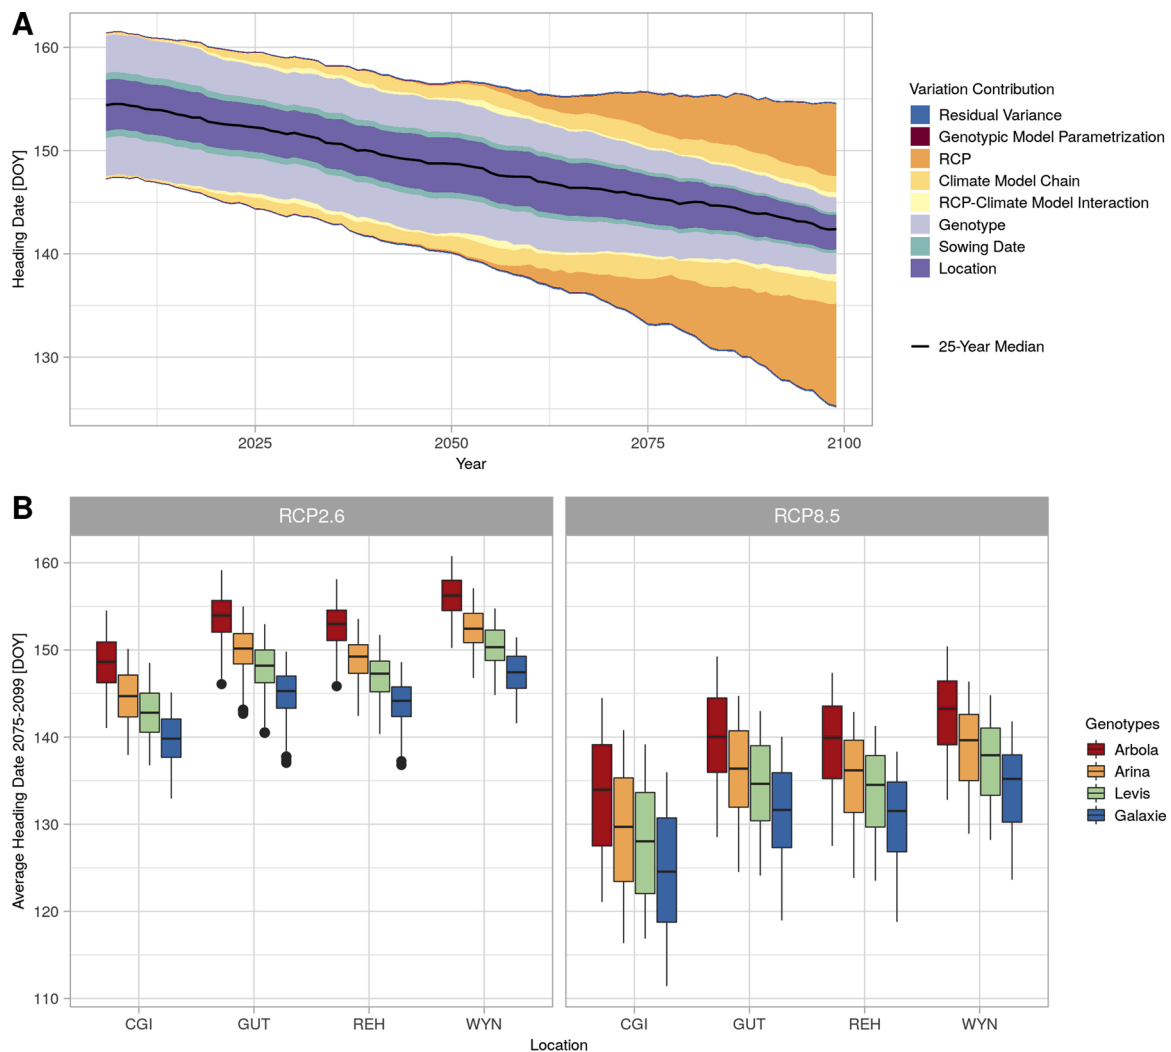 A
160
150
140
130
Heading Date [DOY]
2025
2050
2075
2100
Year
Variation Contribution
Residual Variance
Genotypic Model Parametrization
RCP
Climate Model Chain
RCP-Climate Model Interaction
Genotype
Sowing Date
Location
25-Year Median
B
RCP2.6
RCP8.5
160
150
140
130
120
110
Average Heading Date 2075-2099 [DOY]
CGI
GUT
REH
WYN
CGI
GUT
REH
WYN
Location
Genotypes
Arbola
Arina
Levis
Galaxie